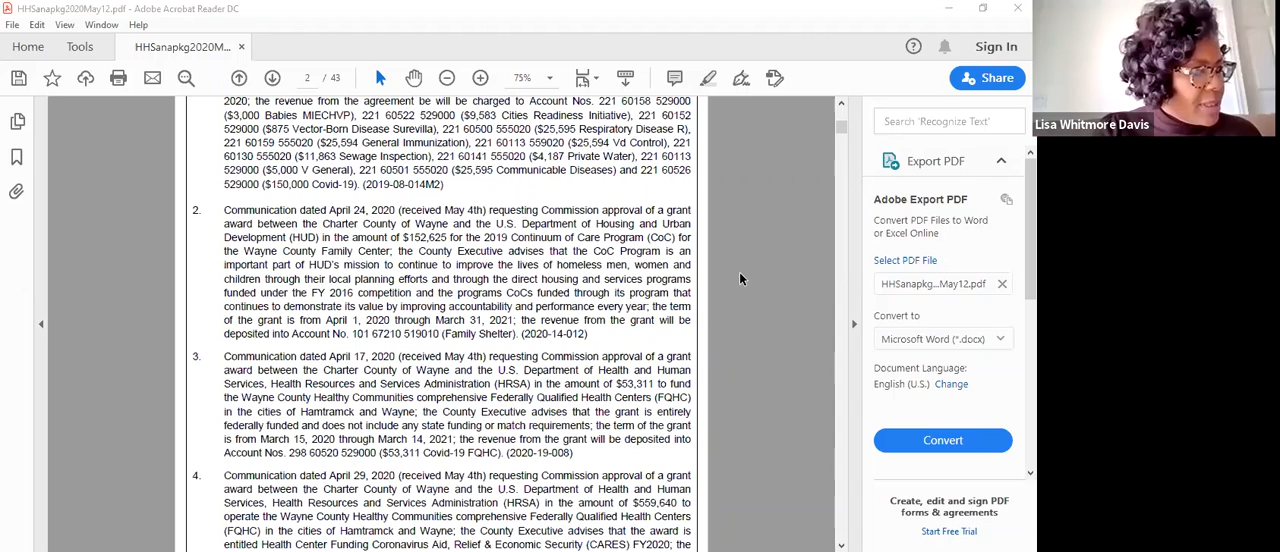 HHSanapkg2020May12.pdf - Adobe Acrobat Reader DC
File Edit View Window Help
Home Tools HHSanapkg2020M... × Sign In
2 / 43 75% Share
2020; the revenue from the agreement be will be charged to Account Nos. 221 60158 529000
($3,000 Babies MIECHVP), 221 60522 529000 ($9,583 Cities Readiness Initiative), 221 60152
529000 ($875 Vector-Born Disease Surevilla), 221 60500 555020 ($25,595 Respiratory Disease R),
221 60159 555020 ($25,594 General Immunization), 221 60113 559020 ($25,594 Vd Control), 221
60130 555020 ($11,863 Sewage Inspection), 221 60141 555020 ($4,187 Private Water), 221 60113
529000 ($5,000 V General), 221 60501 555020 ($25,595 Communicable Diseases) and 221 60526
529000 ($150,000 Covid-19). (2019-08-014M2)
2. Communication dated April 24, 2020 (received May 4th) requesting Commission approval of a grant
award between the Charter County of Wayne and the U.S. Department of Housing and Urban
Development (HUD) in the amount of $152,625 for the 2019 Continuum of Care Program (CoC) for
the Wayne County Family Center; the County Executive advises that the CoC Program is an
important part of HUD's mission to continue to improve the lives of homeless men, women and
children through their local planning efforts and through the direct housing and services programs
funded under the FY 2016 competition and the programs CoCs funded through its program that
continues to demonstrate its value by improving accountability and performance every year; the term
of the grant is from April 1, 2020 through March 31, 2021; the revenue from the grant will be
deposited into Account No. 101 67210 519010 (Family Shelter). (2020-14-012)
3. Communication dated April 17, 2020 (received May 4th) requesting Commission approval of a grant
award between the Charter County of Wayne and the U.S. Department of Health and Human
Services, Health Resources and Services Administration (HRSA) in the amount of $53,311 to fund
the Wayne County Healthy Communities comprehensive Federally Qualified Health Centers (FQHC)
in the cities of Hamtramck and Wayne; the County Executive advises that the grant is entirely
federally funded and does not include any state funding or match requirements; the term of the grant
is from March 15, 2020 through March 14, 2021; the revenue from the grant will be deposited into
Account Nos. 298 60520 529000 ($53,311 Covid FQHC). (2020-19-008)
4. Communication dated April 29, 2020 (received May 4th) requesting Commission approval of a grant
award between the Charter County of Wayne and the U.S. Department of Health and Human
Services, Health Resources and Services Administration (HRSA) in the amount of $559,640 to
operate the Wayne County Healthy Communities comprehensive Federally Qualified Health Centers
(FQHC) in the cities of Hamtramck and Wayne; the County Executive advises that the award is
entitled Health Center Funding Coronavirus Aid, Relief & Economic Security (CARES) FY2020; the
Lisa Whitmore Davis
Search 'Recognize Text'
Export PDF
Adobe Export PDF
Convert PDF Files to Word
or Excel Online
Select PDF File
HHSanapkg...May12.pdf ×
Convert to
Microsoft Word (*.docx)
Document Language:
English (U.S.) Change
Convert
Create, edit and sign PDF
forms & agreements
Start Free Trial